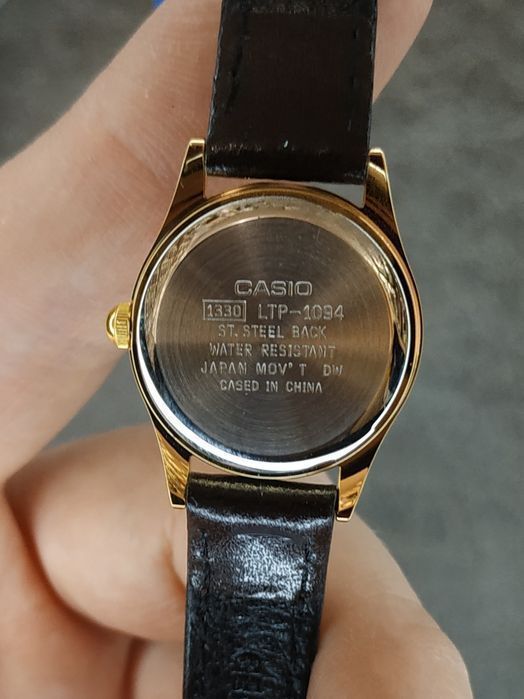 CASIO
1330 LTP-1094
ST. STEEL BACK
WATER RESISTANT
JAPAN MOV'T DW
CASED IN CHINA